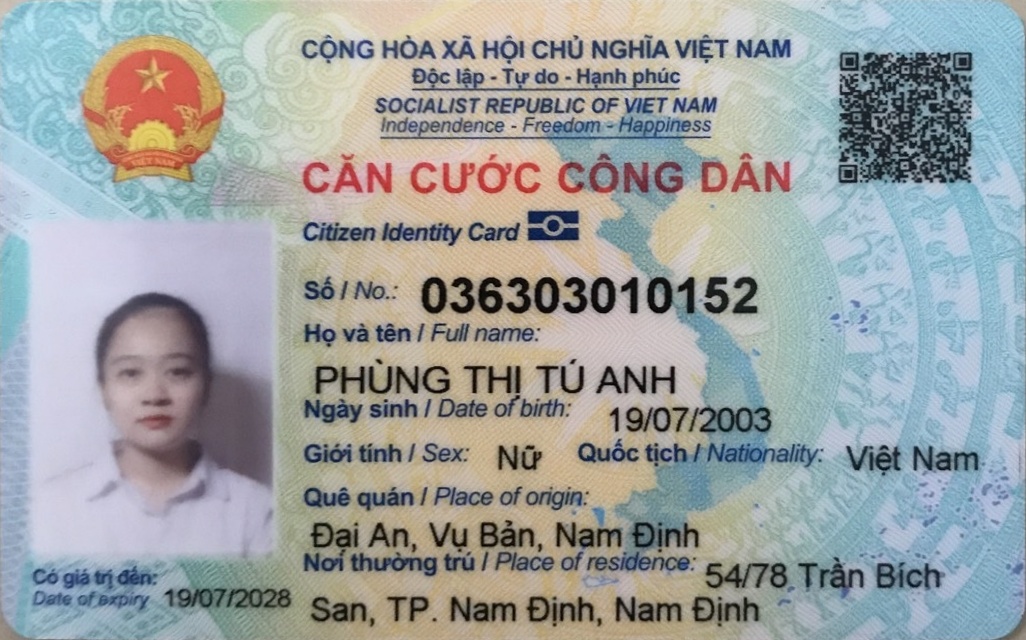 CỘNG HÒA XÃ HỘI CHỦ NGHĨA VIỆT NAM
Độc lập - Tự do - Hạnh phúc
SOCIALIST REPUBLIC OF VIET NAM
Independence - Freedom - Happiness
CĂN CƯỚC CÔNG DÂN
Citizen Identity Card
Số / No.: 036303010152
Họ và tên / Full name:
PHÙNG THỊ TÚ ANH
Ngày sinh / Date of birth: 19/07/2003
Giới tính / Sex: Nữ Quốc tịch / Nationality: Việt Nam
Quê quán / Place of origin:
Đại An, Vụ Bản, Nam Định
Nơi thường trú / Place of residence: 54/78 Trần Bích
San, TP. Nam Định, Nam Định
Có giá trị đến:
Date of expiry 19/07/2028
VIỆT NAM